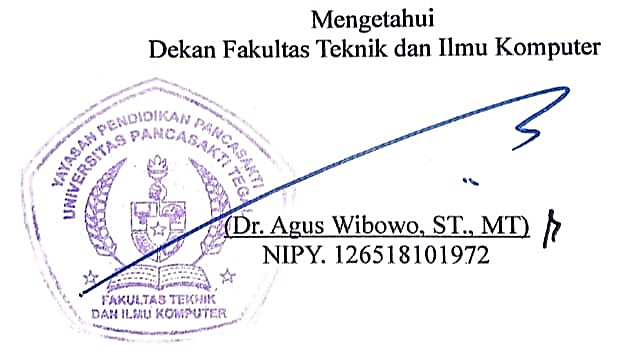 Mengetahui
Dekan Fakultas Teknik dan Ilmu Komputer
YAYASAN PENDIDIKAN PANCASAKTI
UNIVERSITAS PANCASAKTI TEGAL
(Dr. Agus Wibowo, ST., MT)
NIPY. 126518101972
FAKULTAS TEKNIK
DAN ILMU KOMPUTER